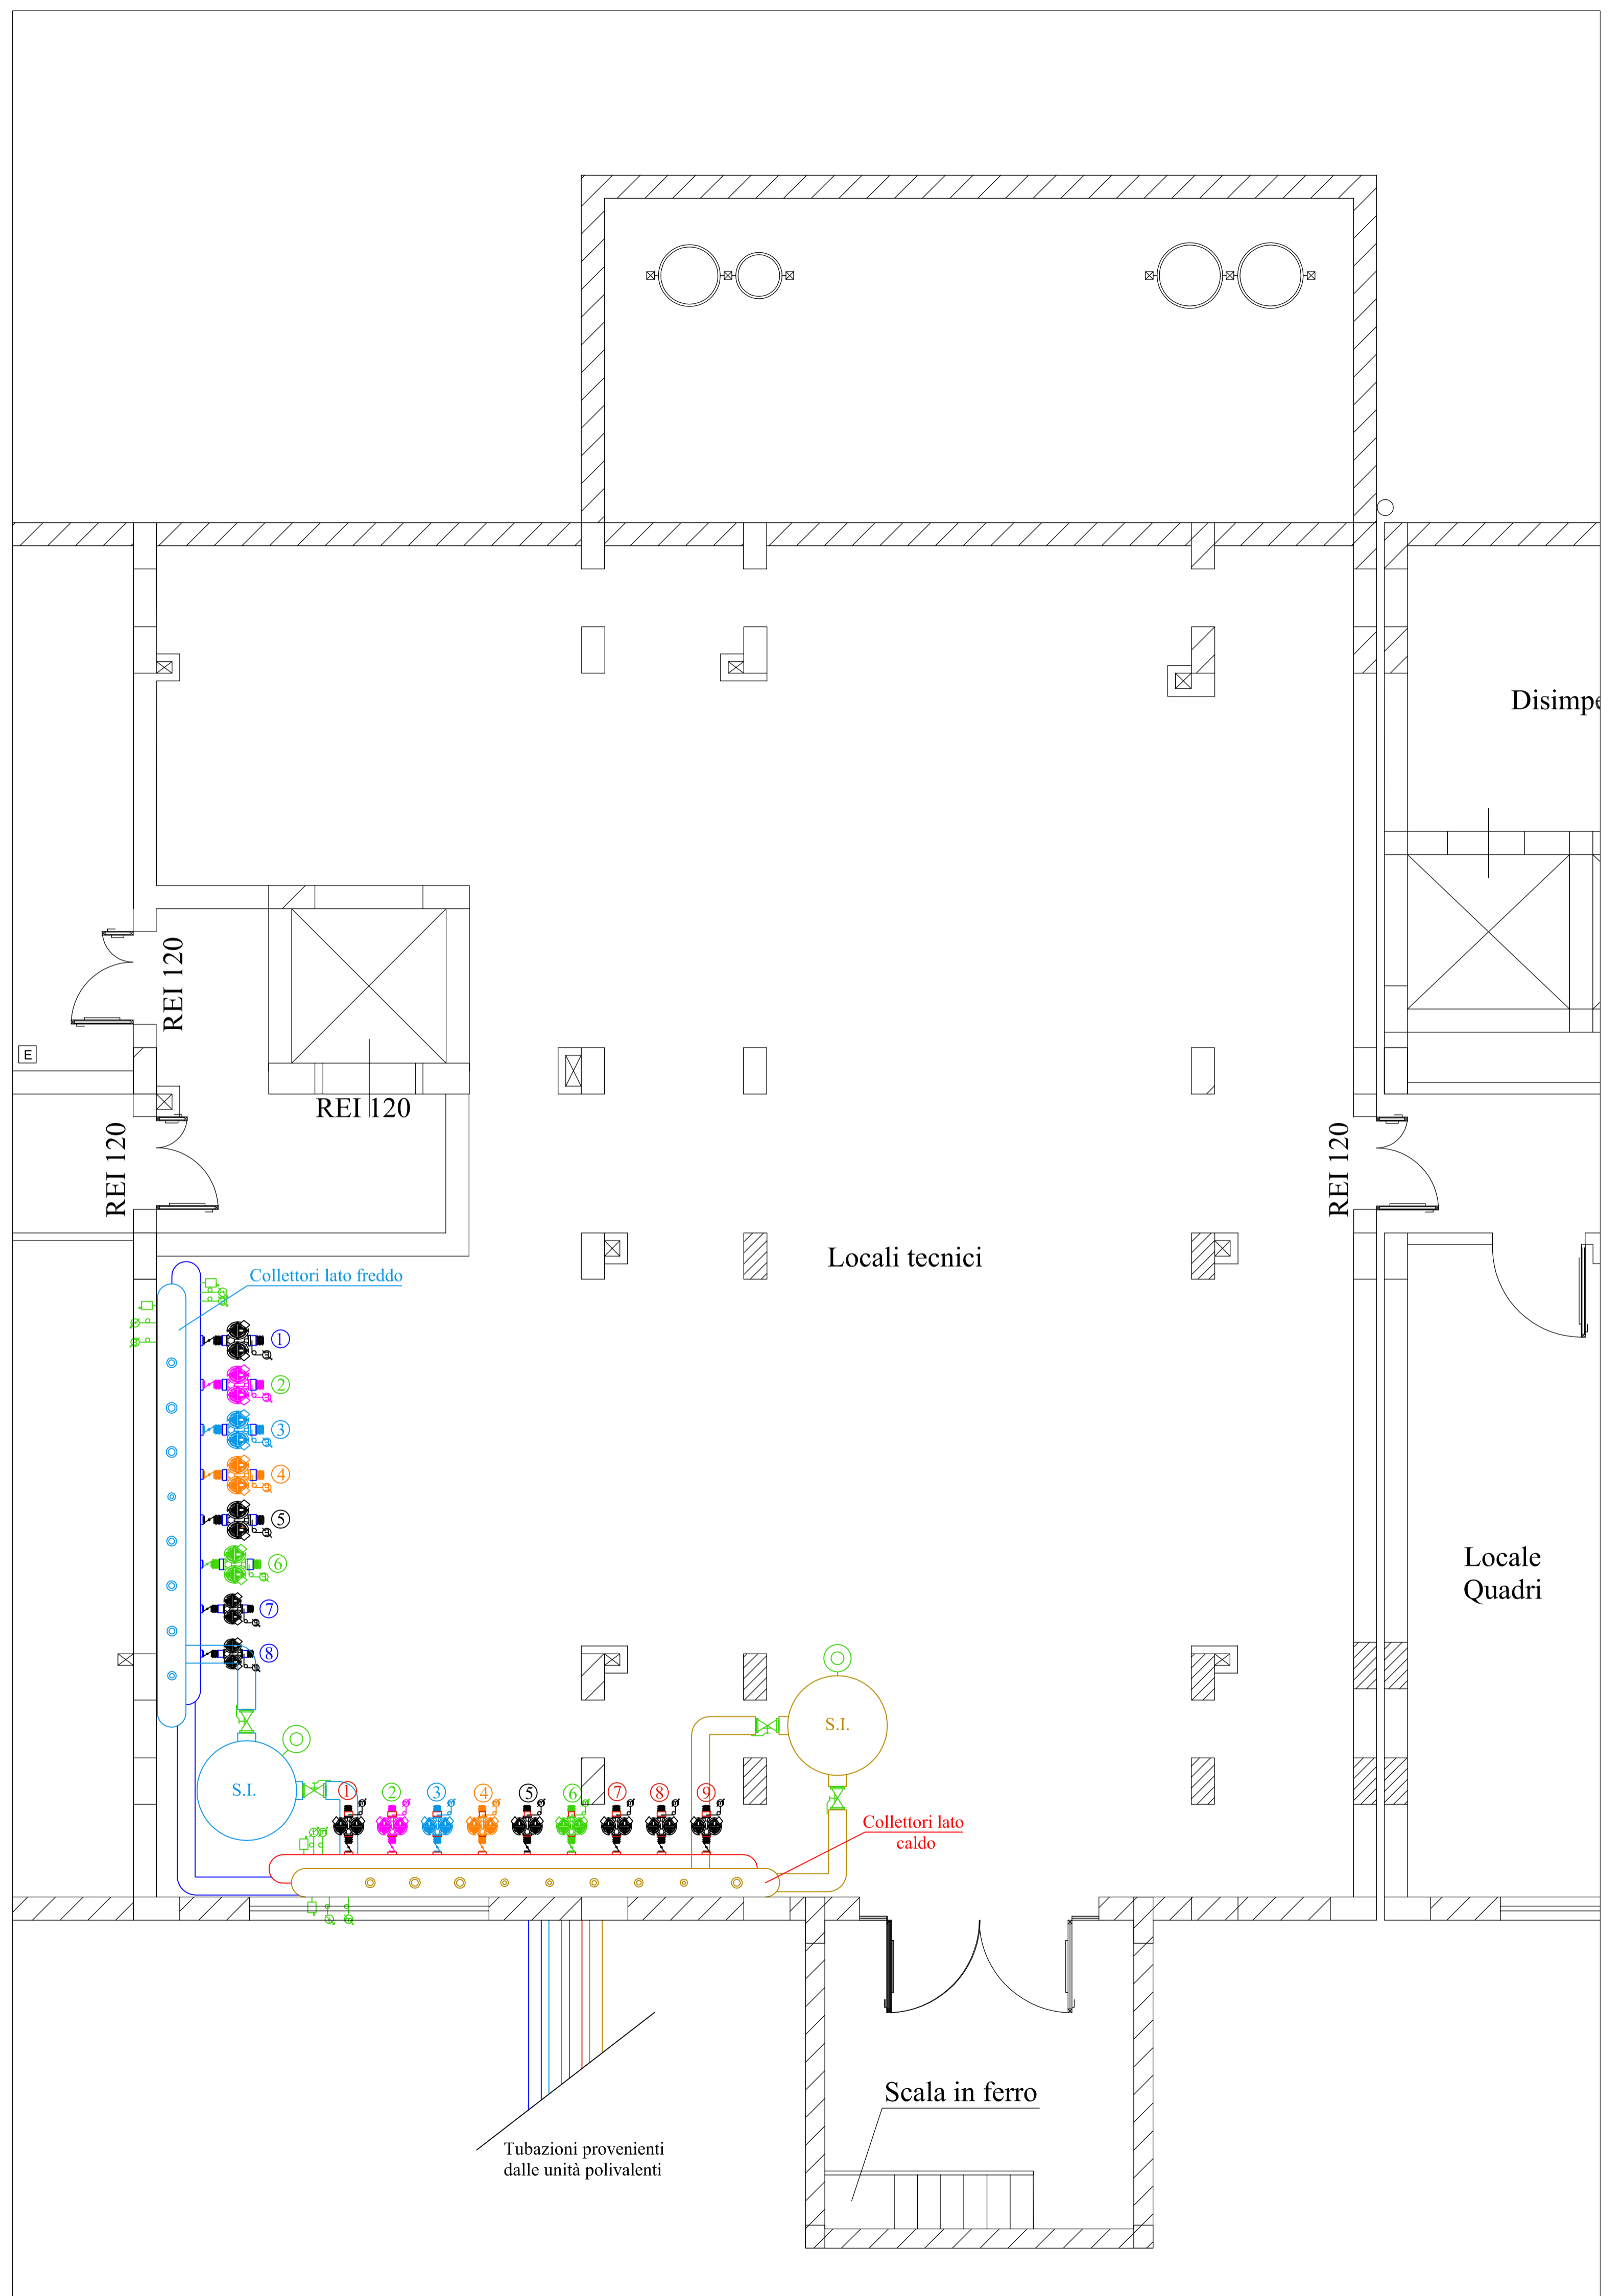 Disimpe
REI 120
E
REI 120
REI 120
REI 120
Locali tecnici
Collettori lato freddo
1
2
3
4
5
6
7
8
Locale
Quadri
S.I.
S.I.
1
2
3
4
5
6
7
8
9
Collettori lato
caldo
Scala in ferro
Tubazioni provenienti
dalle unità polivalenti